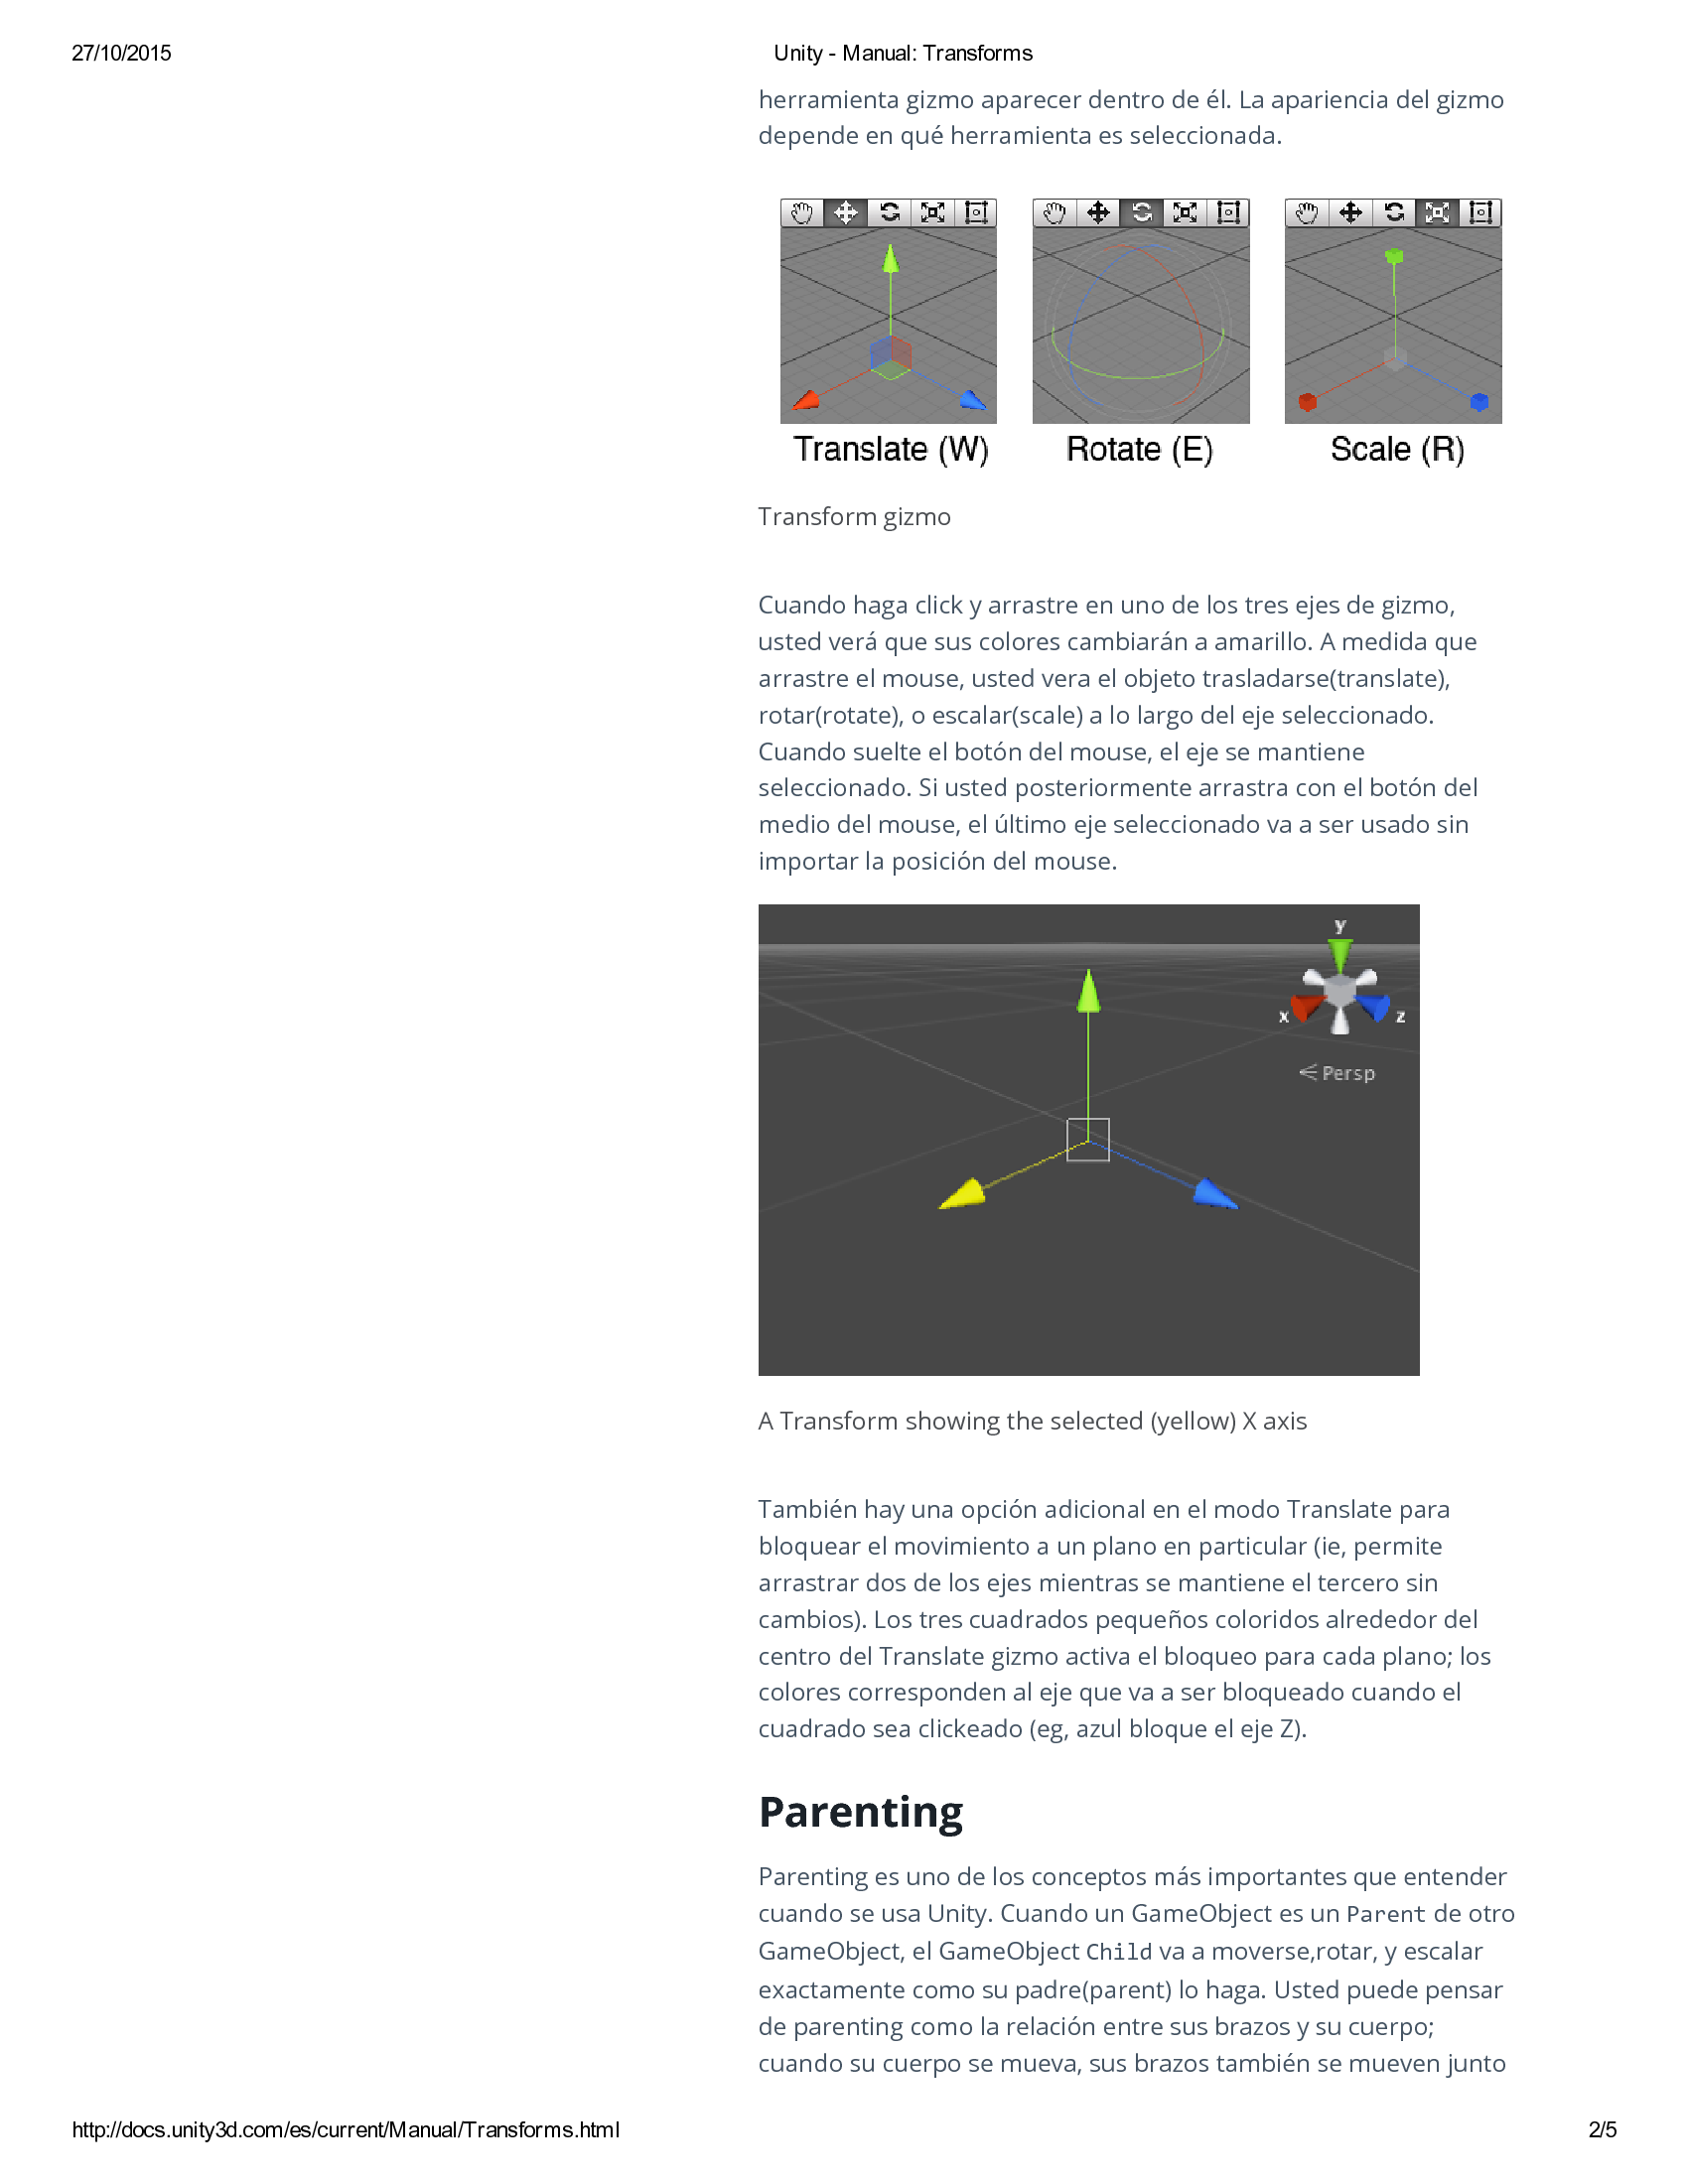 27/10/2015
Unity - Manual: Transforms
herramienta gizmo aparecer dentro de él. La apariencia del gizmo
depende en qué herramienta es seleccionada.
Translate (W)
Rotate (E)
Scale (R)
Transform gizmo
Cuando haga click y arrastre en uno de los tres ejes de gizmo,
usted verá que sus colores cambiarán a amarillo. A medida que
arrastre el mouse, usted vera el objeto trasladarse(translate),
rotar(rotate), o escalar(scale) a lo largo del eje seleccionado.
Cuando suelte el botón del mouse, el eje se mantiene
seleccionado. Si usted posteriormente arrastra con el botón del
medio del mouse, el último eje seleccionado va a ser usado sin
importar la posición del mouse.
y
x
z
Persp
A Transform showing the selected (yellow) X axis
También hay una opción adicional en el modo Translate para
bloquear el movimiento a un plano en particular (ie, permite
arrastrar dos de los ejes mientras se mantiene el tercero sin
cambios). Los tres cuadrados pequeños coloridos alrededor del
centro del Translate gizmo activa el bloqueo para cada plano; los
colores corresponden al eje que va a ser bloqueado cuando el
cuadrado sea clickeado (eg, azul bloque el eje Z).
Parenting
Parenting es uno de los conceptos más importantes que entender
cuando se usa Unity. Cuando un GameObject es un Parent de otro
GameObject, el GameObject Child va a moverse,rotar, y escalar
exactamente como su padre(parent) lo haga. Usted puede pensar
de parenting como la relación entre sus brazos y su cuerpo;
cuando su cuerpo se mueva, sus brazos también se mueven junto
http://docs.unity3d.com/es/current/Manual/Transforms.html
2/5